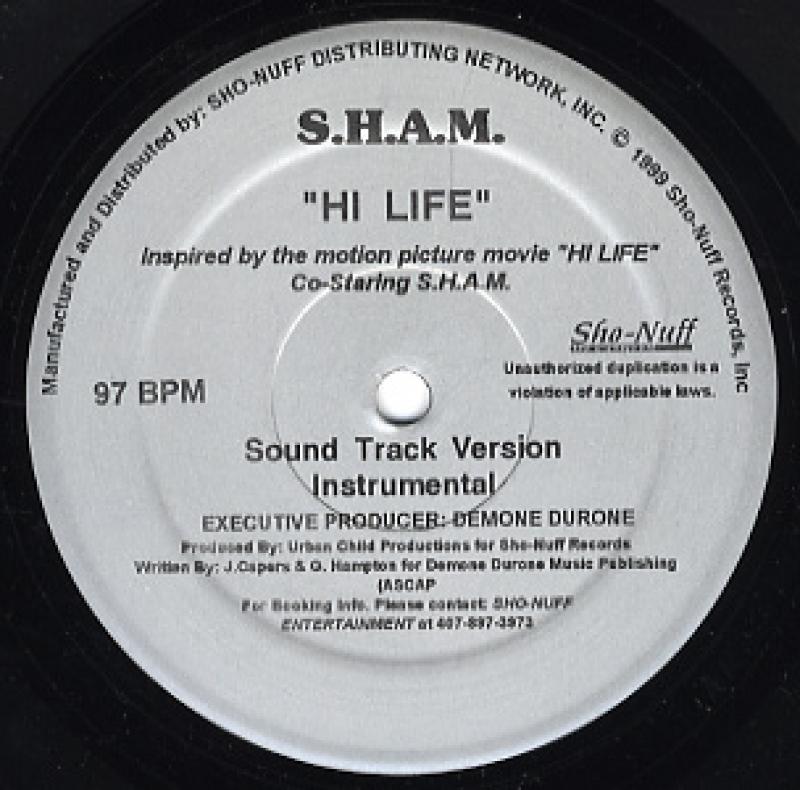 Manufactured and Distributed by: SHO-NUFF DISTRIBUTING NETWORK, INC. © 1999 Sho-Nuff Records, Inc
S.H.A.M.
"HI LIFE"
Inspired by the motion picture movie "HI LIFE"
Co-Staring S.H.A.M.
Sho-Nuff
Unauthorized duplication is a
violation of applicable laws.
97 BPM
Sound Track Version
Instrumental
EXECUTIVE PRODUCER: DEMONE DURONE
Produced By: Urban Child Productions for Sho-Nuff Records
Written By: J.Capers & G. Hampton for Demone Durone Music Publishing
(ASCAP
For Booking Info. Please contact: SHO-NUFF
ENTERTAINMENT at 407-897-3973